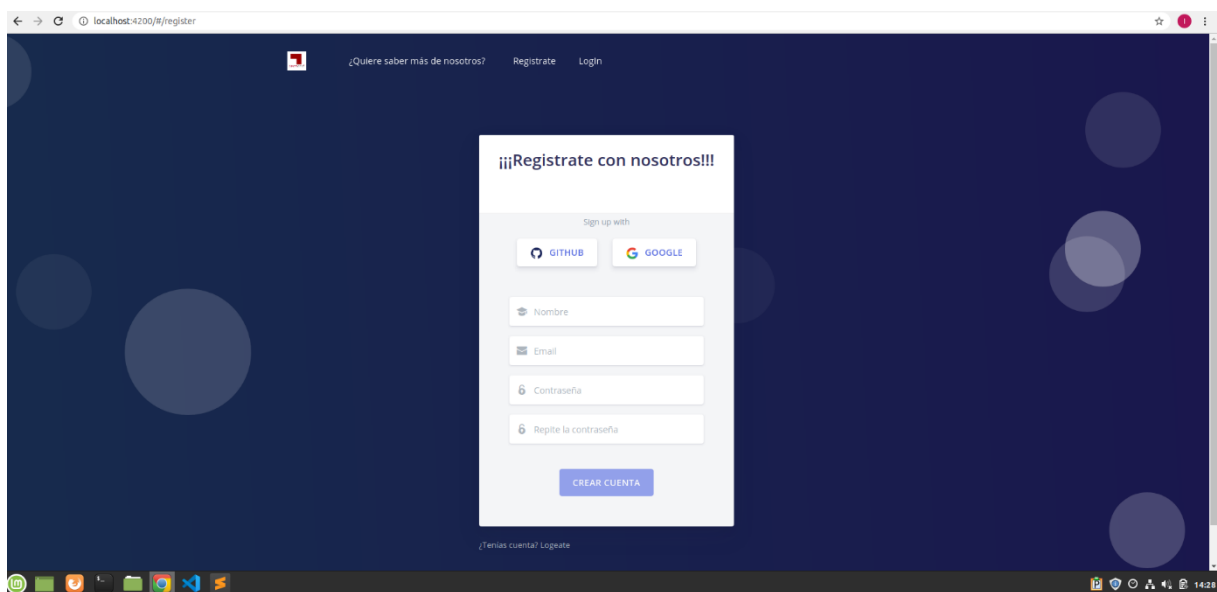 localhost:4200/#/register
¿Quiere saber más de nosotros? Registrate LogIn
¡¡¡Registrate con nosotros!!!
Sign up with
GITHUB GOOGLE
Nombre
Email
Contraseña
Repite la contraseña
CREAR CUENTA
¿Tenias cuenta? Logeate
14:28